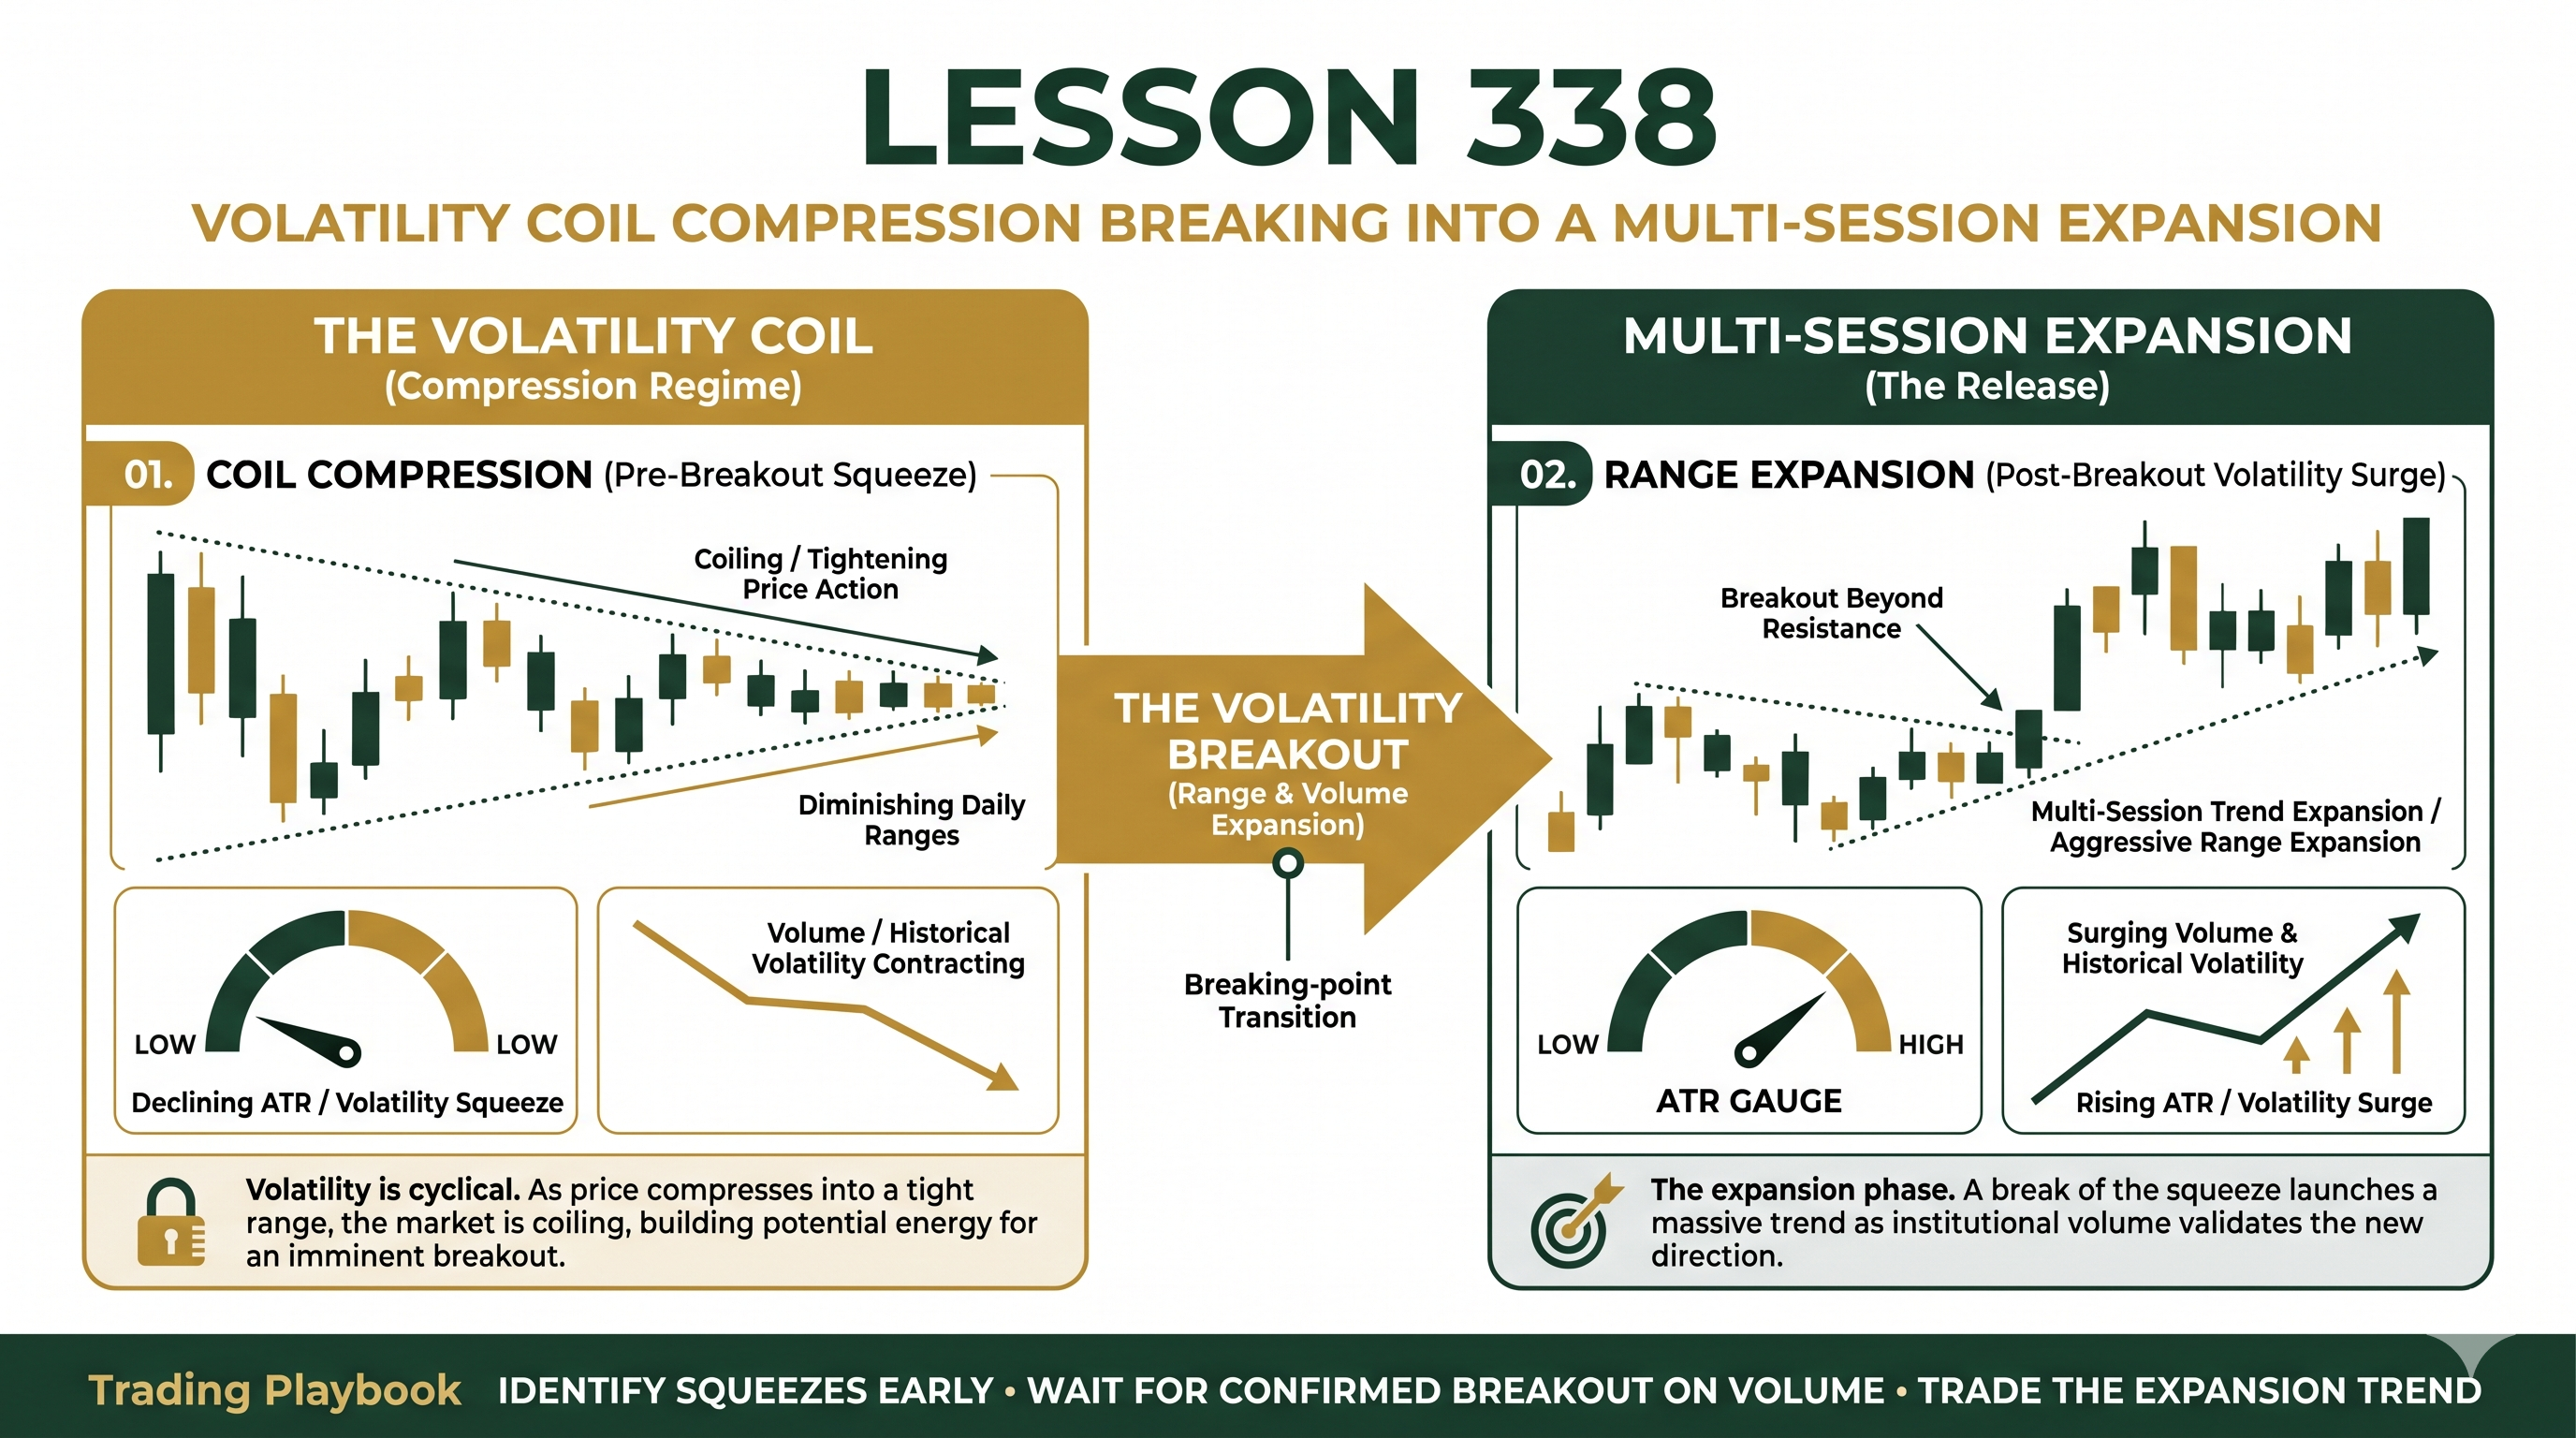 LESSON 338
VOLATILITY COIL COMPRESSION BREAKING INTO A MULTI-SESSION EXPANSION
THE VOLATILITY COIL
(Compression Regime)
01. COIL COMPRESSION (Pre-Breakout Squeeze)
Coiling / Tightening
Price Action
Diminishing Daily
Ranges
LOW
LOW
Declining ATR / Volatility Squeeze
Volume / Historical
Volatility Contracting
Volatility is cyclical. As price compresses into a tight
range, the market is coiling, building potential energy for
an imminent breakout.
THE VOLATILITY
BREAKOUT
(Range & Volume
Expansion)
Breaking-point
Transition
MULTI-SESSION EXPANSION
(The Release)
02. RANGE EXPANSION (Post-Breakout Volatility Surge)
Breakout Beyond
Resistance
Multi-Session Trend Expansion /
Aggressive Range Expansion
LOW
HIGH
ATR GAUGE
Surging Volume &
Historical Volatility
Rising ATR / Volatility Surge
The expansion phase. A break of the squeeze launches a
massive trend as institutional volume validates the new
direction.
Trading Playbook IDENTIFY SQUEEZES EARLY • WAIT FOR CONFIRMED BREAKOUT ON VOLUME • TRADE THE EXPANSION TREND